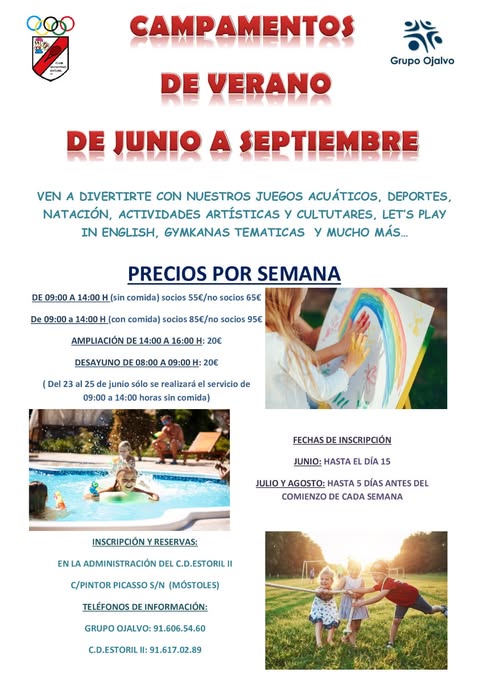 CAMPAMENTOS
Grupo Ojalvo
DE VERANO
DE JUNIO A SEPTIEMBRE
VEN A DIVERTIRTE CON NUESTROS JUEGOS ACUÁTICOS, DEPORTES,
NATACIÓN, ACTIVIDADES ARTÍSTICAS Y CULTUTARES, LET'S PLAY
IN ENGLISH, GYMKANAS TEMATICAS Y MUCHO MÁS...
PRECIOS POR SEMANA
DE 09:00 A 14:00 H (sin comida) socios 55€/no socios 65€
De 09:00 a 14:00 H (con comida) socios 85€/no socios 95€
AMPLIACIÓN DE 14:00 A 16:00 H: 20€
DESAYUNO DE 08:00 A 09:00 H: 20€
( Del 23 al 25 de junio sólo se realizará el servicio de
09:00 a 14:00 horas sin comida)
FECHAS DE INSCRIPCIÓN
JUNIO: HASTA EL DÍA 15
JULIO Y AGOSTO: HASTA 5 DÍAS ANTES DEL
COMIENZO DE CADA SEMANA
INSCRIPCIÓN Y RESERVAS:
EN LA ADMINISTRACIÓN DEL C.D.ESTORIL II
C/PINTOR PICASSO S/N (MÓSTOLES)
TELÉFONOS DE INFORMACIÓN:
GRUPO OJALVO: 91.606.54.60
C.D.ESTORIL II: 91.617.02.89